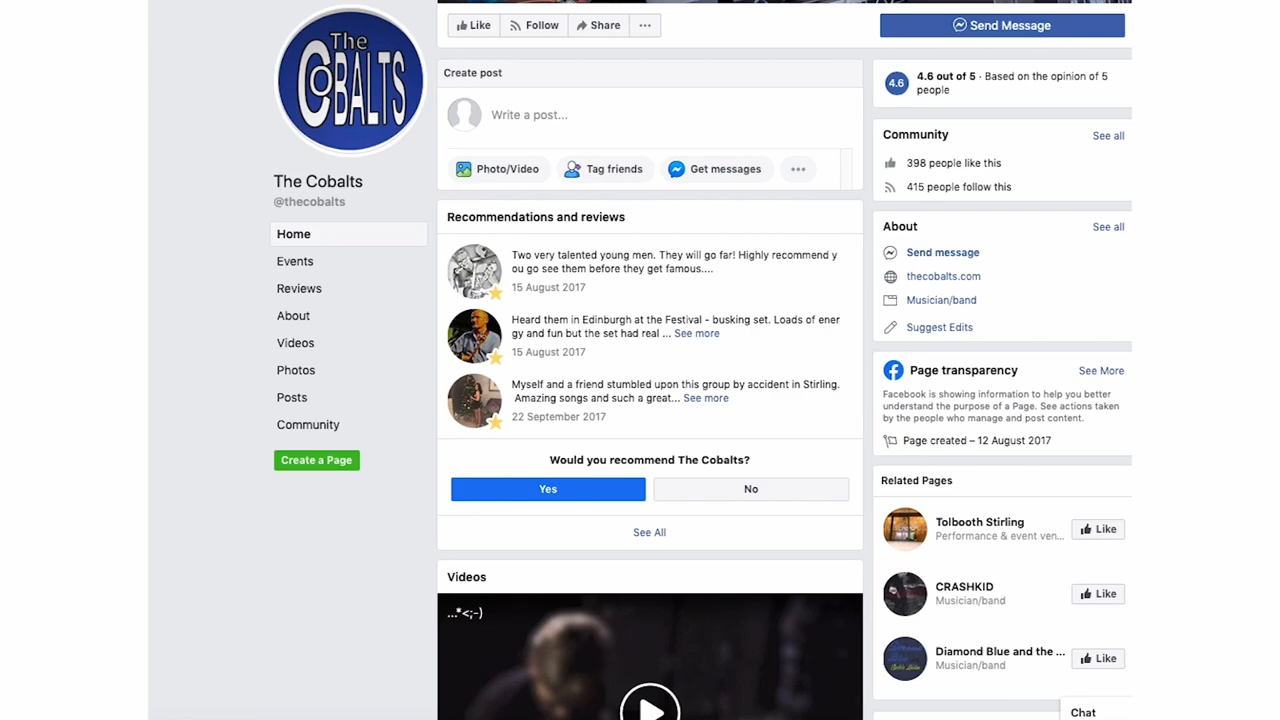 The
COBALTS
The Cobalts
@thecobalts
Home
Events
Reviews
About
Videos
Photos
Posts
Community
Create a Page
Like
Follow
Share
Create post
Write a post...
Photo/Video
Tag friends
Get messages
Recommendations and reviews
Two very talented young men. They will go far! Highly recommend y
ou go see them before they get famous....
15 August 2017
Heard them in Edinburgh at the Festival - busking set. Loads of ener
gy and fun but the set had real ... See more
15 August 2017
Myself and a friend stumbled upon this group by accident in Stirling.
Amazing songs and such a great... See more
22 September 2017
Would you recommend The Cobalts?
Yes
No
See All
Videos
...*<;-)
Send Message
4.6
4.6 out of 5 · Based on the opinion of 5
people
Community
See all
398 people like this
415 people follow this
About
See all
Send message
thecobalts.com
Musician/band
Suggest Edits
Page transparency
See More
Facebook is showing information to help you better
understand the purpose of a Page. See actions taken
by the people who manage and post content.
Page created – 12 August 2017
Related Pages
Tolbooth Stirling
Performance & event ven...
Like
CRASHKID
Musician/band
Like
Diamond Blue and the ...
Musician/band
Like
Chat